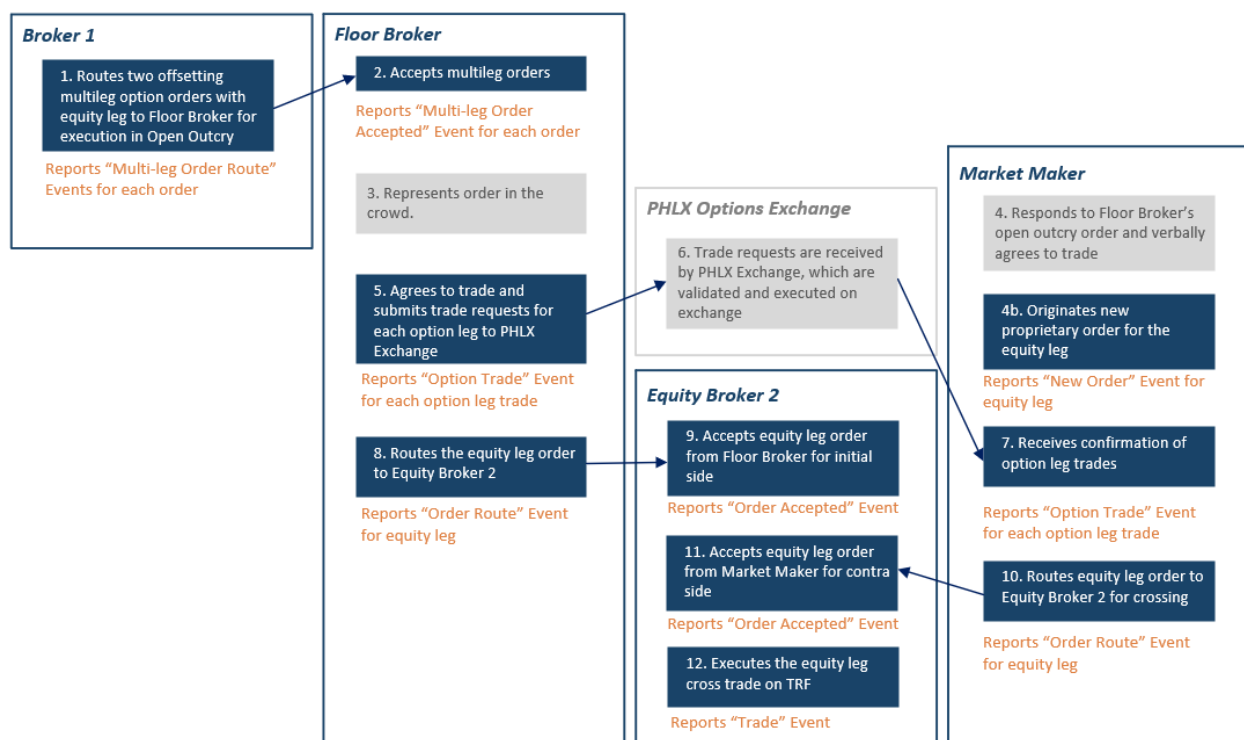 Broker 1
1. Routes two offsetting
multileg option orders with
equity leg to Floor Broker for
execution in Open Outcry
Reports “Multi-leg Order Route”
Events for each order
Floor Broker
2. Accepts multileg orders
Reports “Multi-leg Order
Accepted” Event for each order
3. Represents order in the
crowd.
5. Agrees to trade and
submits trade requests for
each option leg to PHLX
Exchange
Reports “Option Trade” Event
for each option leg trade
8. Routes the equity leg order
to Equity Broker 2
Reports “Order Route” Event
for equity leg
PHLX Options Exchange
6. Trade requests are received
by PHLX Exchange, which are
validated and executed on
exchange
Equity Broker 2
9. Accepts equity leg order
from Floor Broker for initial
side
Reports “Order Accepted” Event
11. Accepts equity leg order
from Market Maker for contra
side
Reports “Order Accepted” Event
12. Executes the equity leg
cross trade on TRF
Reports “Trade” Event
Market Maker
4. Responds to Floor Broker’s
open outcry order and verbally
agrees to trade
4b. Originates new
proprietary order for the
equity leg
Reports “New Order” Event for
equity leg
7. Receives confirmation of
option leg trades
Reports “Option Trade” Event
for each option leg trade
10. Routes equity leg order to
Equity Broker 2 for crossing
Reports “Order Route” Event
for equity leg